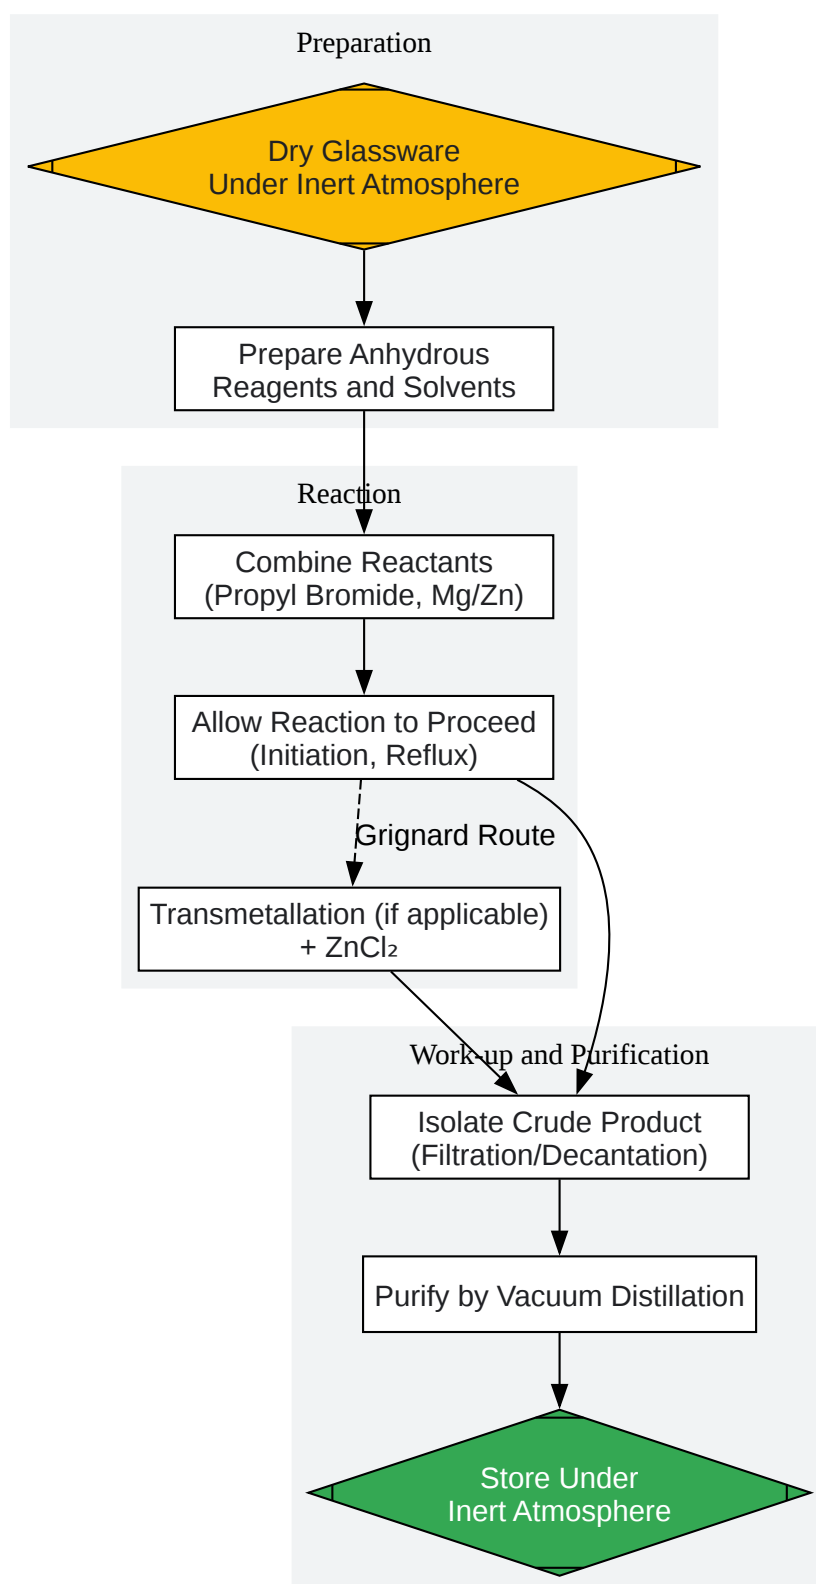 Preparation
Dry Glassware
Under Inert Atmosphere
Prepare Anhydrous
Reagents and Solvents
Reaction
Combine Reactants
(Propyl Bromide, Mg/Zn)
Allow Reaction to Proceed
(Initiation, Reflux)
Grignard Route
Transmetallation (if applicable)
+ ZnCl₂
Work-up and Purification
Isolate Crude Product
(Filtration/Decantation)
Purify by Vacuum Distillation
Store Under
Inert Atmosphere